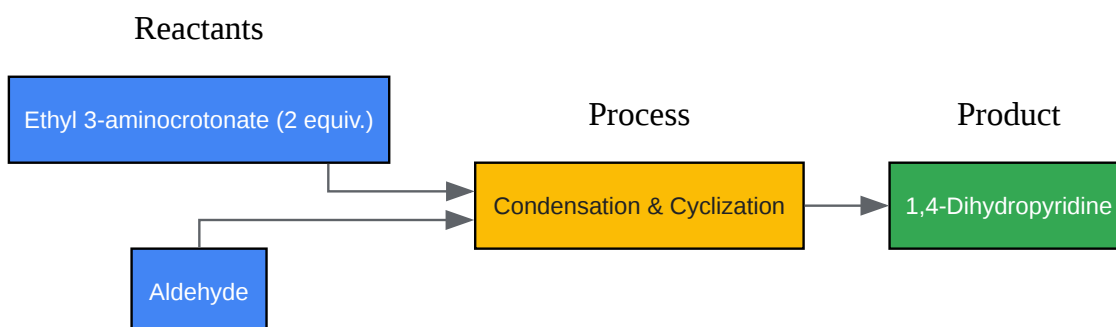 Reactants
Ethyl 3-aminocrotonate (2 equiv.)
Process
Product
Condensation & Cyclization
1,4-Dihydropyridine
Aldehyde